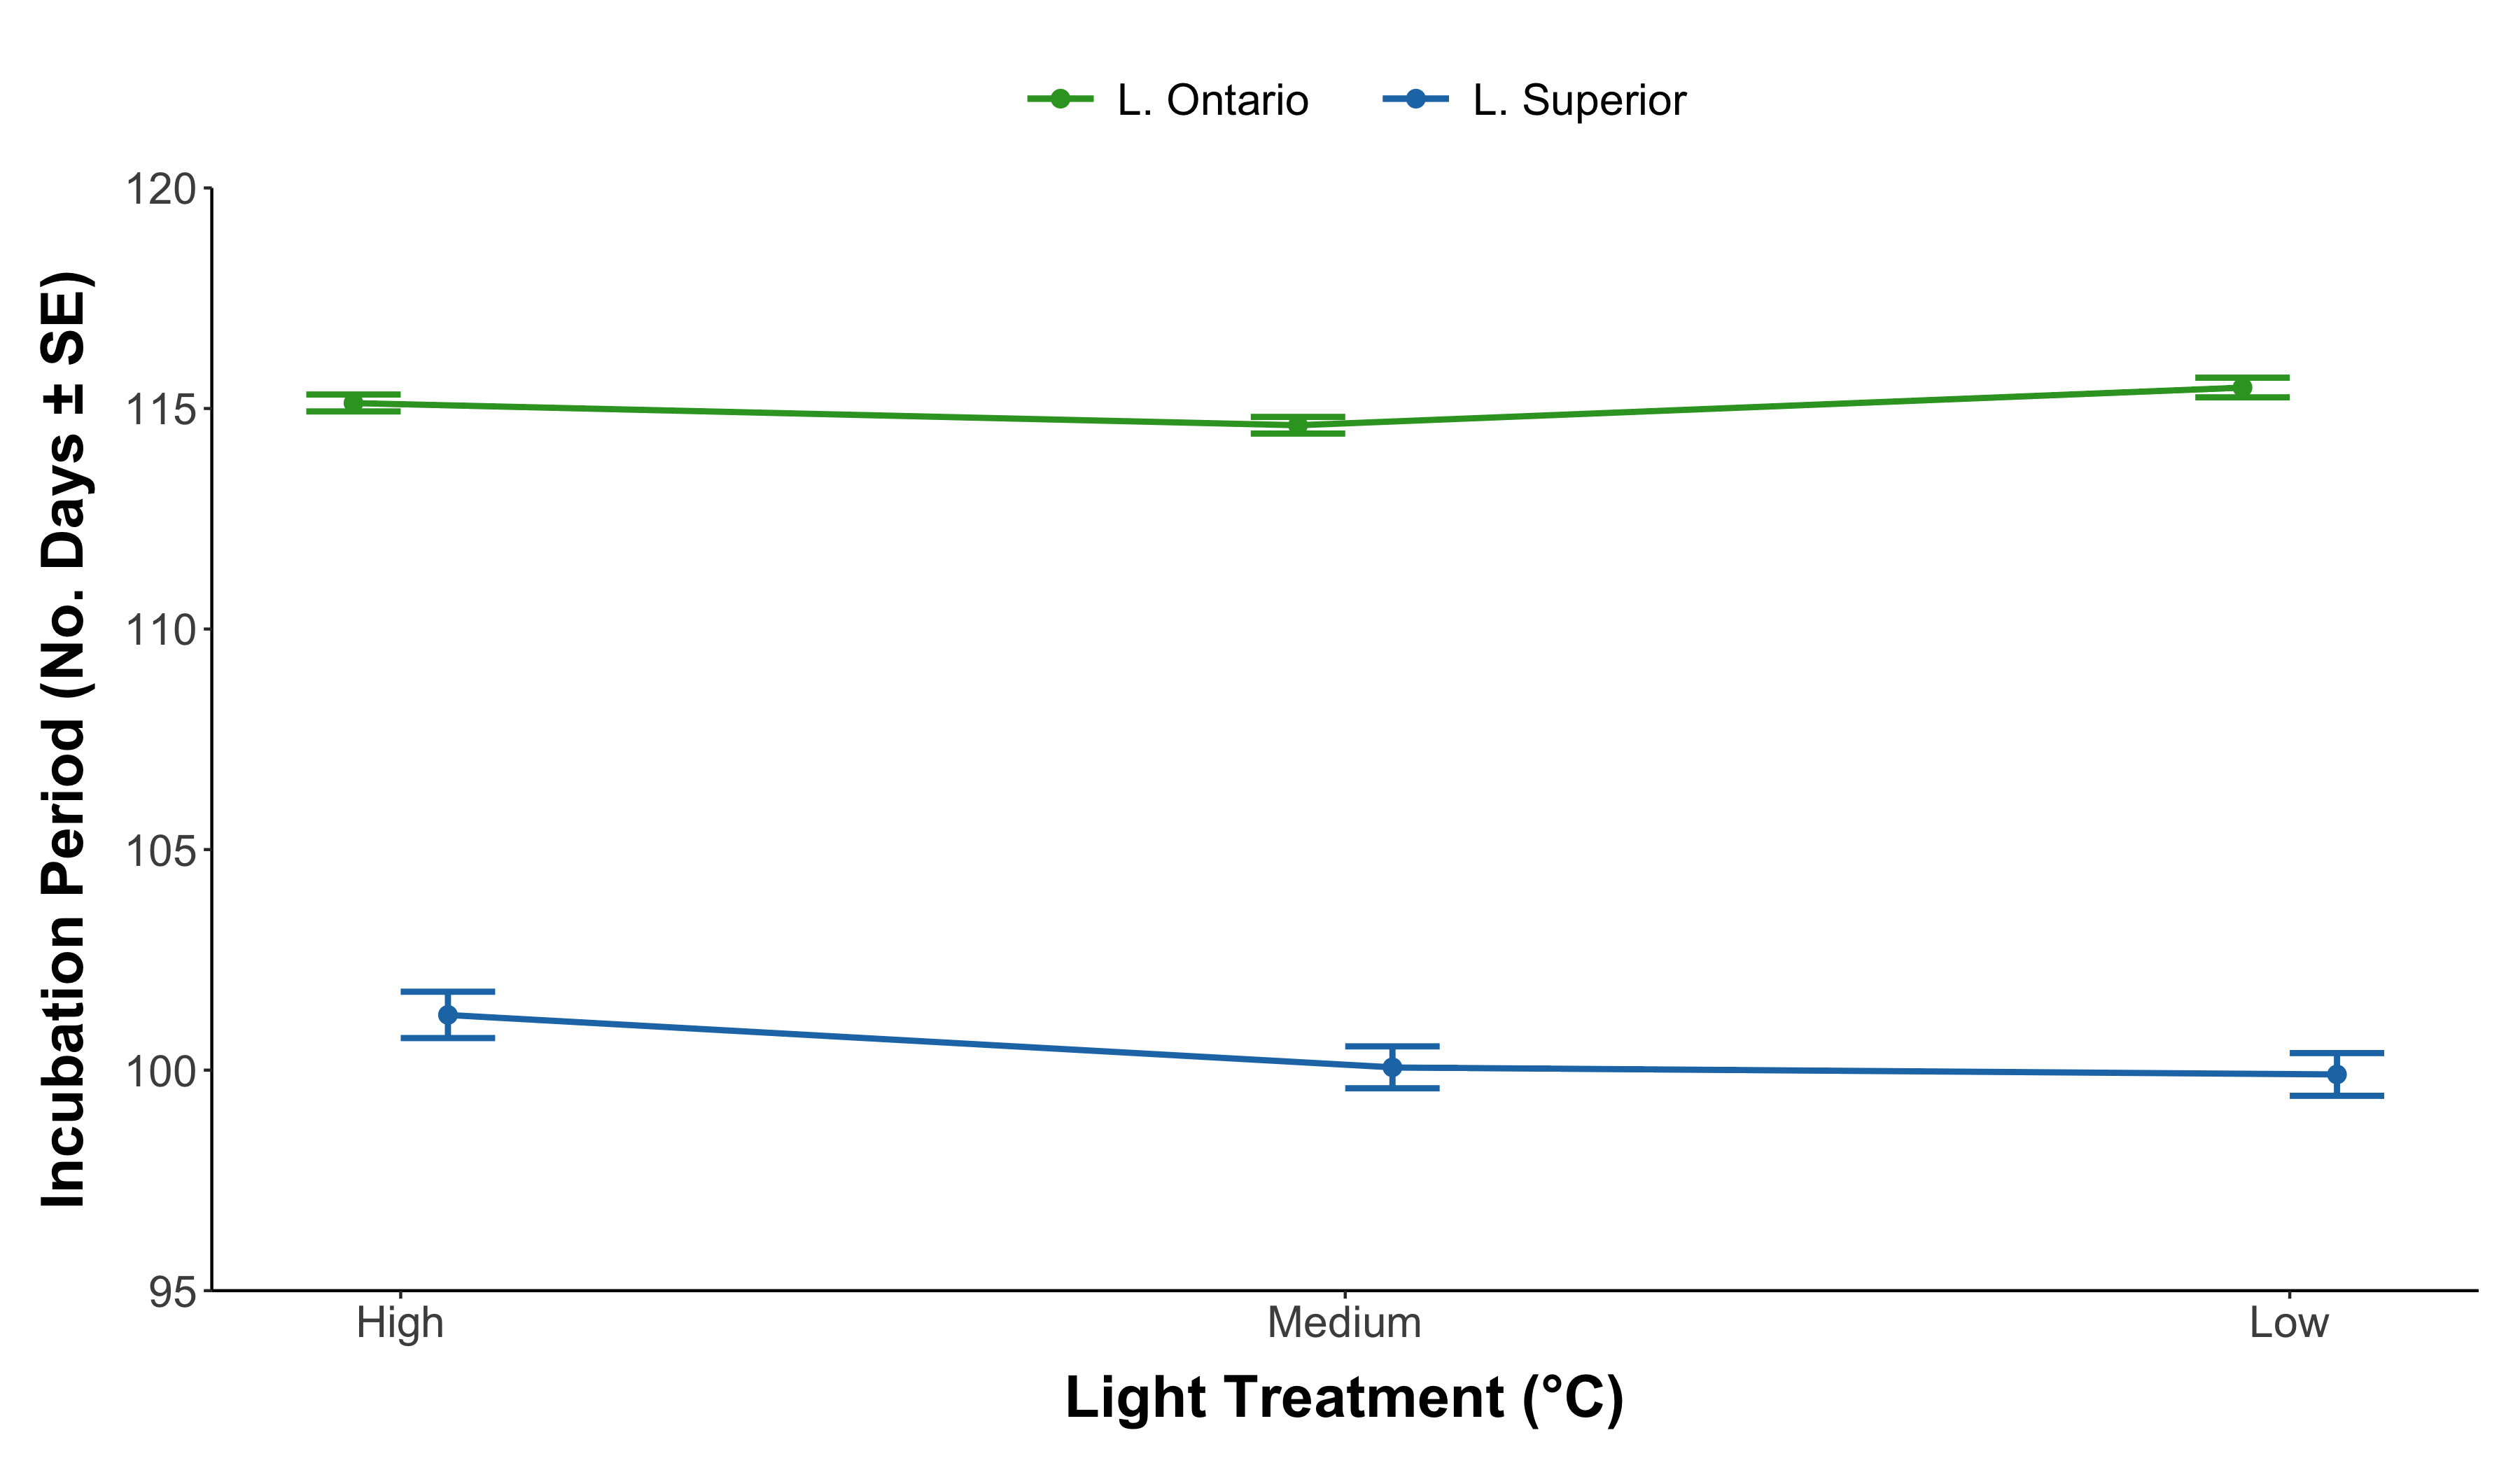 L. Ontario L. Superior
120
115
110
105
100
95
Incubation Period (No. Days ± SE)
High Medium Low
Light Treatment (°C)